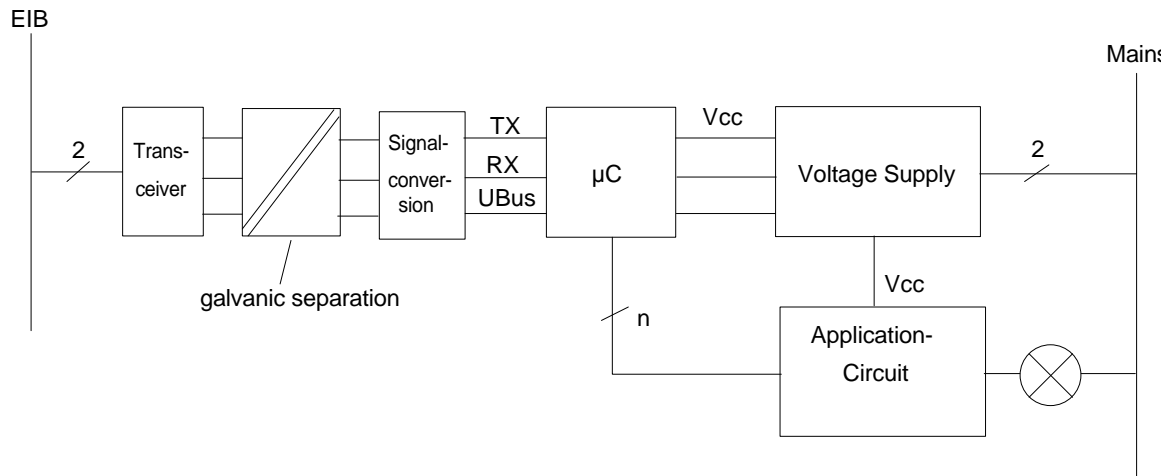 EIB
Mains
2
Trans-
ceiver
galvanic separation
Signal-
conver-
sion
TX
RX
UBus
µC
Vcc
Voltage Supply
2
n
Vcc
Application-
Circuit